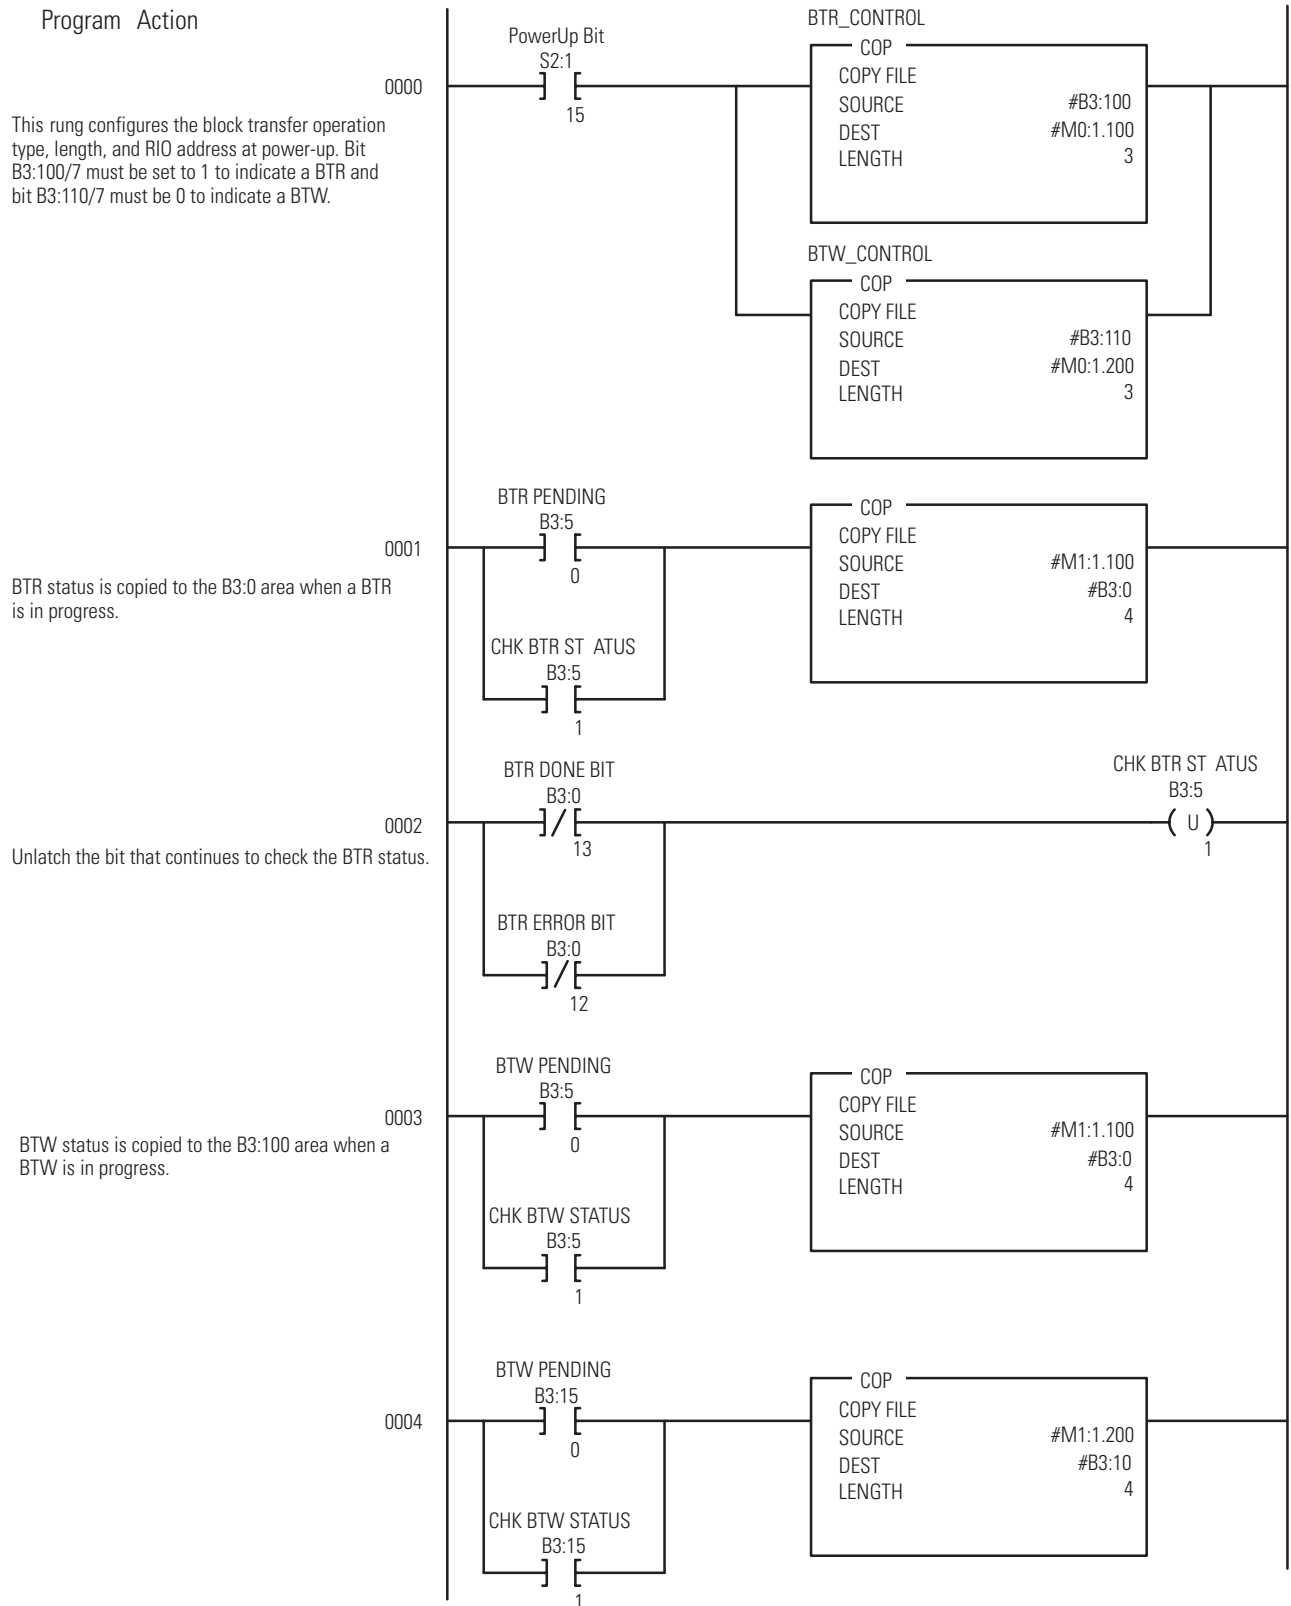 Program Action
BTR_CONTROL
PowerUp Bit
S2:1
15
0000
COP
COPY FILE
SOURCE #B3:100
DEST #M0:1.100
LENGTH 3
This rung configures the block transfer operation
type, length, and RIO address at power-up. Bit
B3:100/7 must be set to 1 to indicate a BTR and
bit B3:110/7 must be 0 to indicate a BTW.
BTW_CONTROL
COP
COPY FILE
SOURCE #B3:110
DEST #M0:1.200
LENGTH 3
BTR PENDING
B3:5
0
0001
COP
COPY FILE
SOURCE #M1:1.100
DEST #B3:0
LENGTH 4
BTR status is copied to the B3:0 area when a BTR
is in progress.
CHK BTR ST ATUS
B3:5
1
BTR DONE BIT
B3:0
13
CHK BTR ST ATUS
B3:5
U
1
0002
Unlatch the bit that continues to check the BTR status.
BTR ERROR BIT
B3:0
12
BTW PENDING
B3:5
0
0003
COP
COPY FILE
SOURCE #M1:1.100
DEST #B3:0
LENGTH 4
BTW status is copied to the B3:100 area when a
BTW is in progress.
CHK BTW STATUS
B3:5
1
BTW PENDING
B3:15
0
0004
COP
COPY FILE
SOURCE #M1:1.200
DEST #B3:10
LENGTH 4
CHK BTW STATUS
B3:15
1